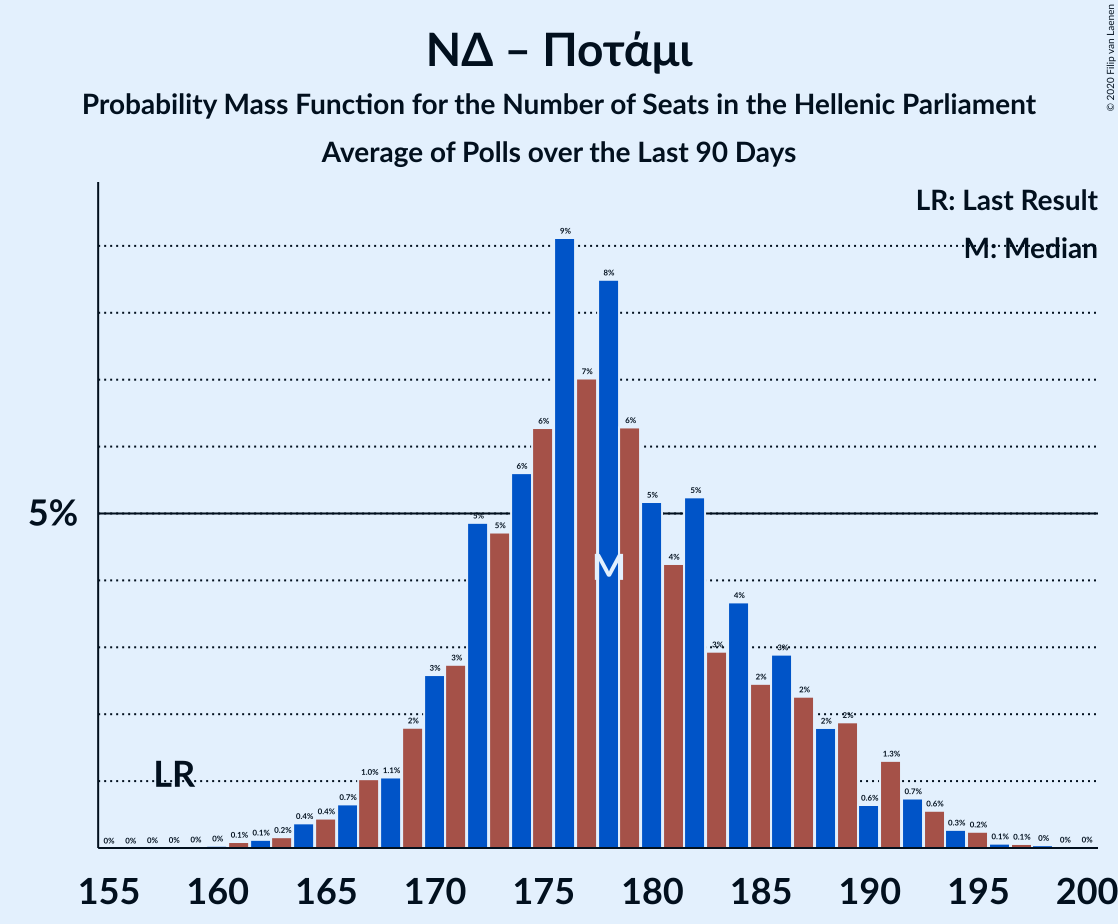 ΝΔ – Ποτάμι
Probability Mass Function for the Number of Seats in the Hellenic Parliament
Average of Polls over the Last 90 Days
© 2020 Filip van Laenen
LR: Last Result
M: Median
5%
LR
M
0% 0% 0% 0% 0% 0% 0.1% 0.1% 0.2% 0.4% 0.4% 0.7% 1.0% 1.1% 2% 3% 3% 5% 5% 6% 6% 9% 7% 8% 6% 5% 4% 5% 3% 4% 2% 3% 2% 2% 2% 0.6% 1.3% 0.7% 0.6% 0.3% 0.2% 0.1% 0.1% 0% 0% 0%
155 160 165 170 175 180 185 190 195 200